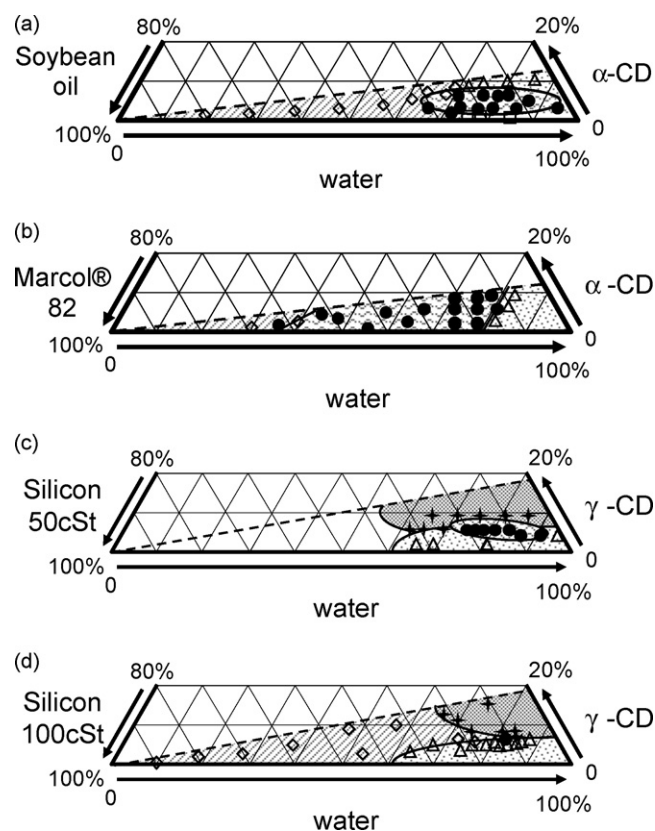 (a)
80%
20%
Soybean
oil
α-CD
100%
0
0
100%
water
(b)
80%
20%
Marcol®
82
α -CD
100%
0
0
100%
water
(c)
80%
20%
Silicon
50cSt
γ -CD
100%
0
0
100%
water
(d)
80%
20%
Silicon
100cSt
γ -CD
100%
0
0
100%
water